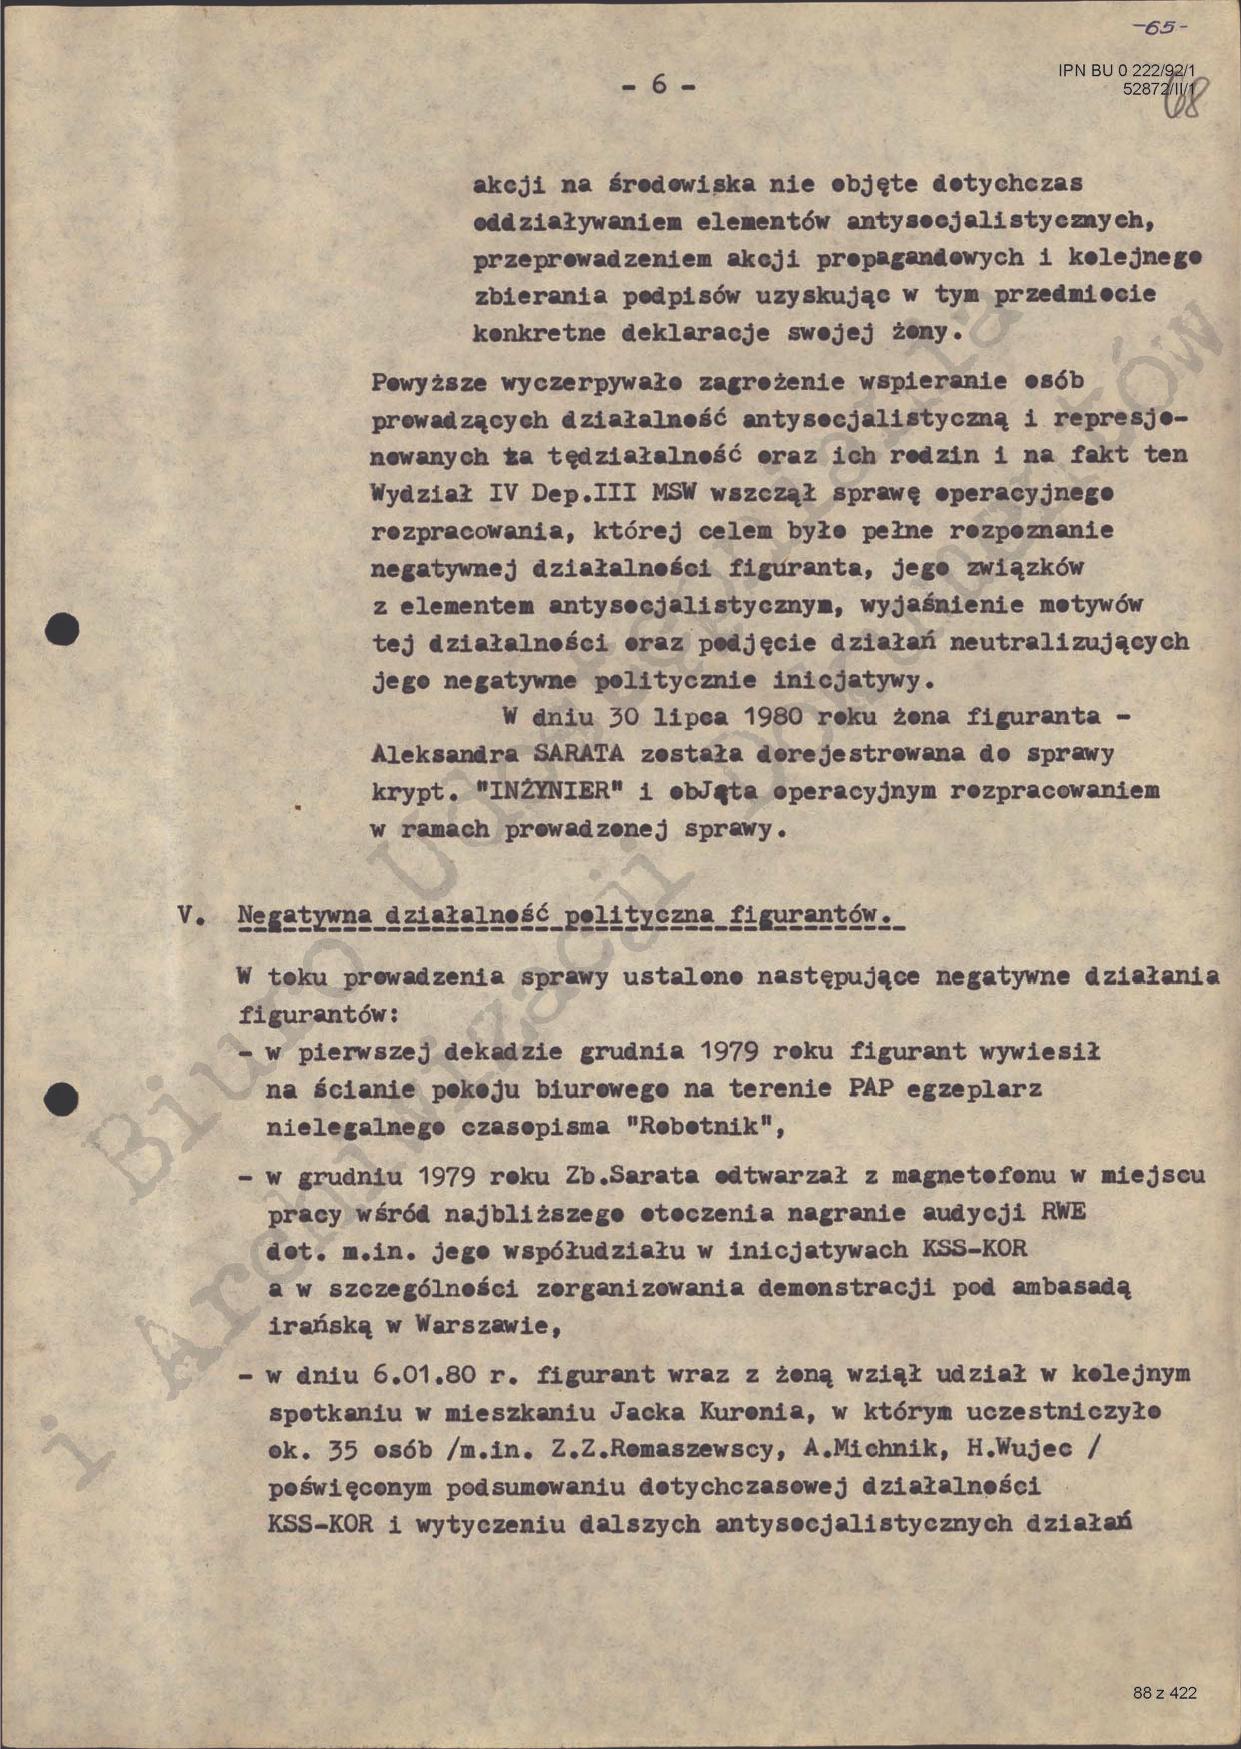 -65-
IPN BU 0 222/92/1
52872/II/1
68
- 6 -
akcji na środowiska nie objęte dotychczas
oddziaływaniem elementów antysocjalistycznych,
przeprowadzeniem akcji propagandowych i kolejnego
zbierania podpisów uzyskując w tym przedmiocie
konkretne deklaracje swojej żony.
Powyższe wyczerpywało zagrożenie wspieranie osób
prowadzących działalność antysocjalistyczną i represjo-
nowanych za tędziałalność oraz ich rodzin i na fakt ten
Wydział IV Dep.III MSW wszczął sprawę operacyjnego
rozpracowania, której celem było pełne rozpoznanie
negatywnej działalności figuranta, jego związków
z elementem antysocjalistycznym, wyjaśnienie motywów
tej działalności oraz podjęcie działań neutralizujących
jego negatywne politycznie inicjatywy.
W dniu 30 lipca 1980 roku żona figuranta -
Aleksandra SARATA została dorejestrowana do sprawy
krypt. "INŻYNIER" i obJęta operacyjnym rozpracowaniem
w ramach prowadzonej sprawy.
V. Negatywna działalność polityczna figurantów.
W toku prowadzenia sprawy ustalono następujące negatywne działania
figurantów:
- w pierwszej dekadzie grudnia 1979 roku figurant wywiesił
na ścianie pokoju biurowego na terenie PAP egzeplarz
nielegalnego czasopisma "Robotnik",
- w grudniu 1979 roku Zb.Sarata odtwarzał z magnetofonu w miejscu
pracy wśród najbliższego otoczenia nagranie audycji RWE
dot. m.in. jego współudziału w inicjatywach KSS-KOR
a w szczególności zorganizowania demonstracji pod ambasadą
irańską w Warszawie,
- w dniu 6.01.80 r. figurant wraz z żoną wziął udział w kolejnym
spotkaniu w mieszkaniu Jacka Kuronia, w którym uczestniczyło
ok. 35 osób /m.in. Z.Z.Romaszewscy, A.Michnik, H.Wujec /
poświęconym podsumowaniu dotychczasowej działalności
KSS-KOR i wytyczeniu dalszych antysocjalistycznych działań
Biuro Udostępniania
i Archiwizacji Dokumentów
88 z 422